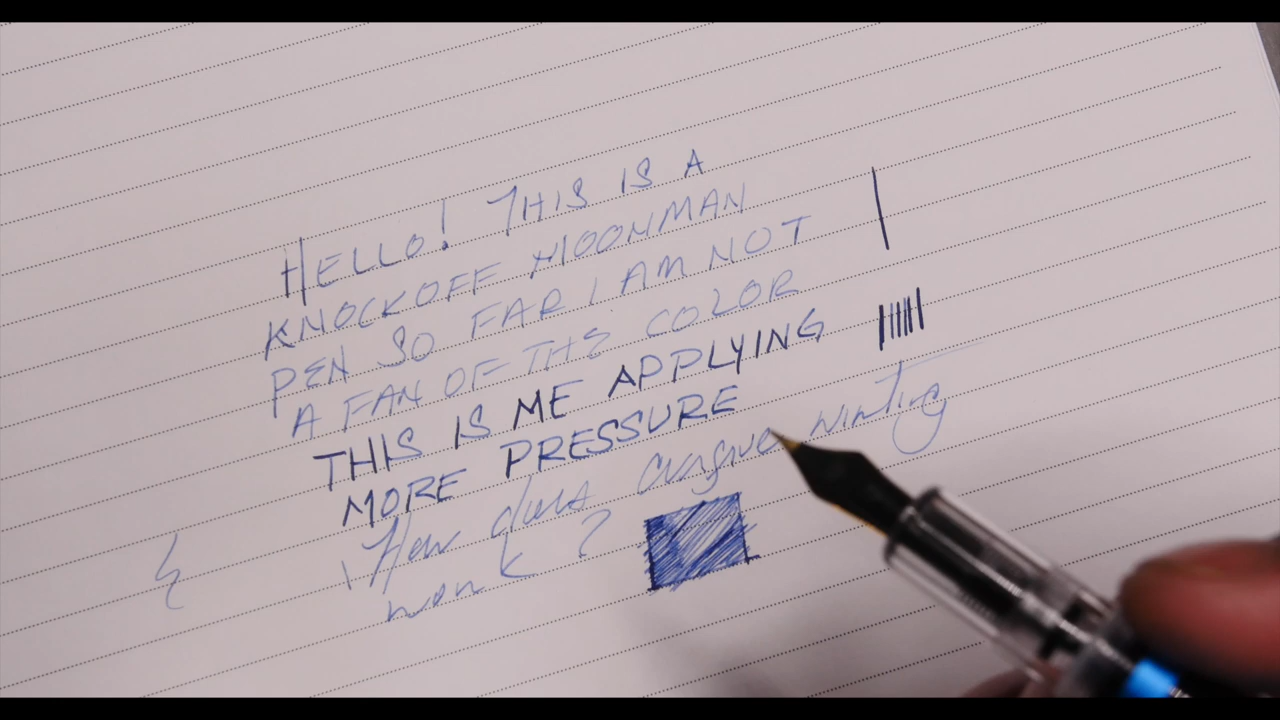 HELLO! THIS IS A
KNOCKOFF MOONMAN
PEN SO FAR I AM NOT
A FAN OF THE COLOR
THIS IS ME APPLYING
MORE PRESSURE
How does cursive writing
work?